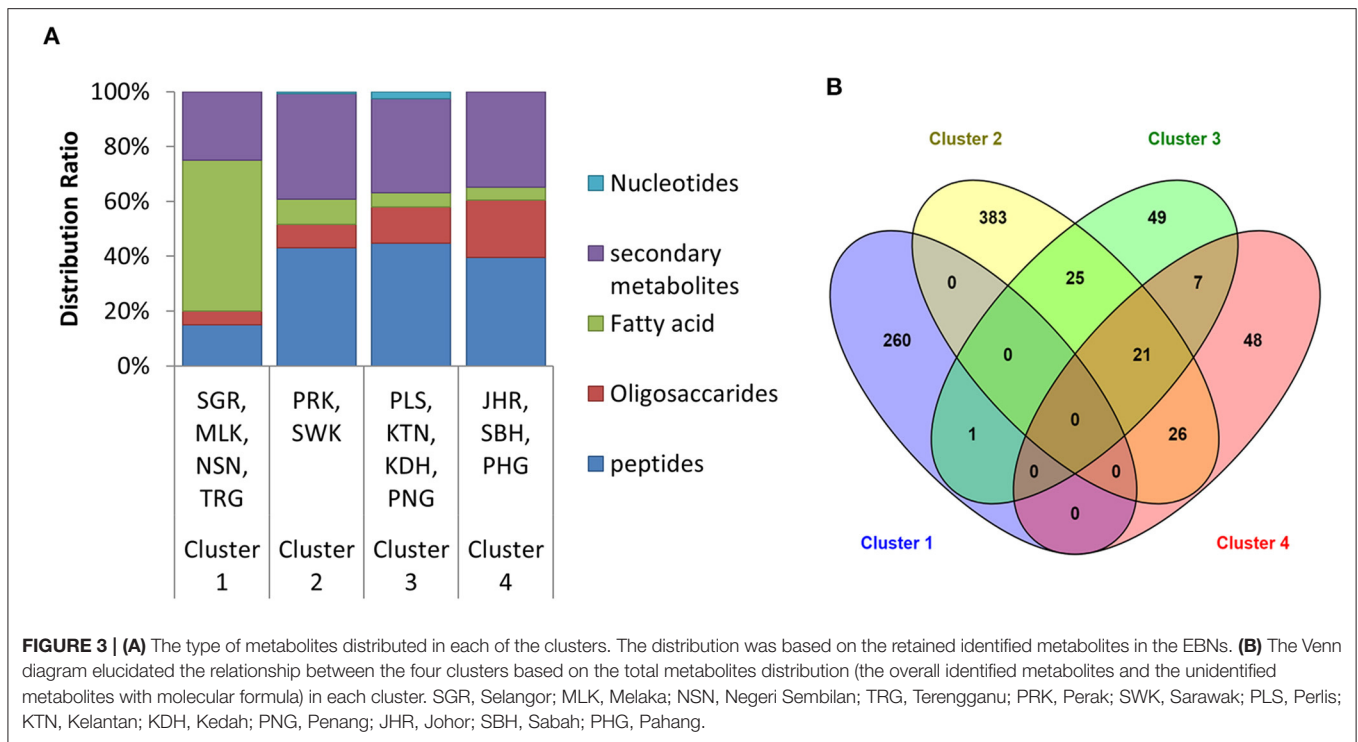 A
Distribution Ratio
100%
80%
60%
40%
20%
0%
SGR,
MLK,
NSN,
TRG
Cluster
1
PRK,
SWK
Cluster
2
PLS,
KTN,
KDH,
PNG
Cluster
3
JHR,
SBH,
PHG
Cluster
4
Nucleotides
secondary
metabolites
Fatty acid
Oligosaccarides
peptides
B
Cluster 2
Cluster 3
383
49
0
25
7
260
0
21
48
1
0
0
0
26
0
Cluster 1
Cluster 4
FIGURE 3 | (A) The type of metabolites distributed in each of the clusters. The distribution was based on the retained identified metabolites in the EBNs. (B) The Venn
diagram elucidated the relationship between the four clusters based on the total metabolites distribution (the overall identified metabolites and the unidentified
metabolites with molecular formula) in each cluster. SGR, Selangor; MLK, Melaka; NSN, Negeri Sembilan; TRG, Terengganu; PRK, Perak; SWK, Sarawak; PLS, Perlis;
KTN, Kelantan; KDH, Kedah; PNG, Penang; JHR, Johor; SBH, Sabah; PHG, Pahang.